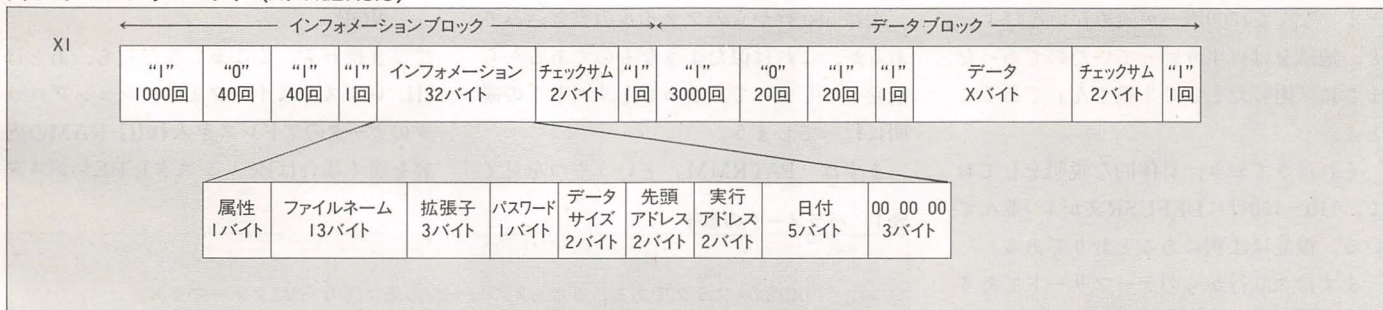 インフォメーションブロック データブロック
X1
“1” “0” “1” “1” インフォメーション チェックサム “1” “1” “0” “1” “1” データ チェックサム “1”
1000回 40回 40回 1回 32バイト 2バイト 1回 3000回 20回 20回 1回 Xバイト 2バイト 1回
属性 ファイルネーム 拡張子 パスワード データ 先頭 実行 日付 00 00 00
サイズ アドレス アドレス
1バイト 13バイト 3バイト 1バイト 2バイト 2バイト 2バイト 5バイト 3バイト